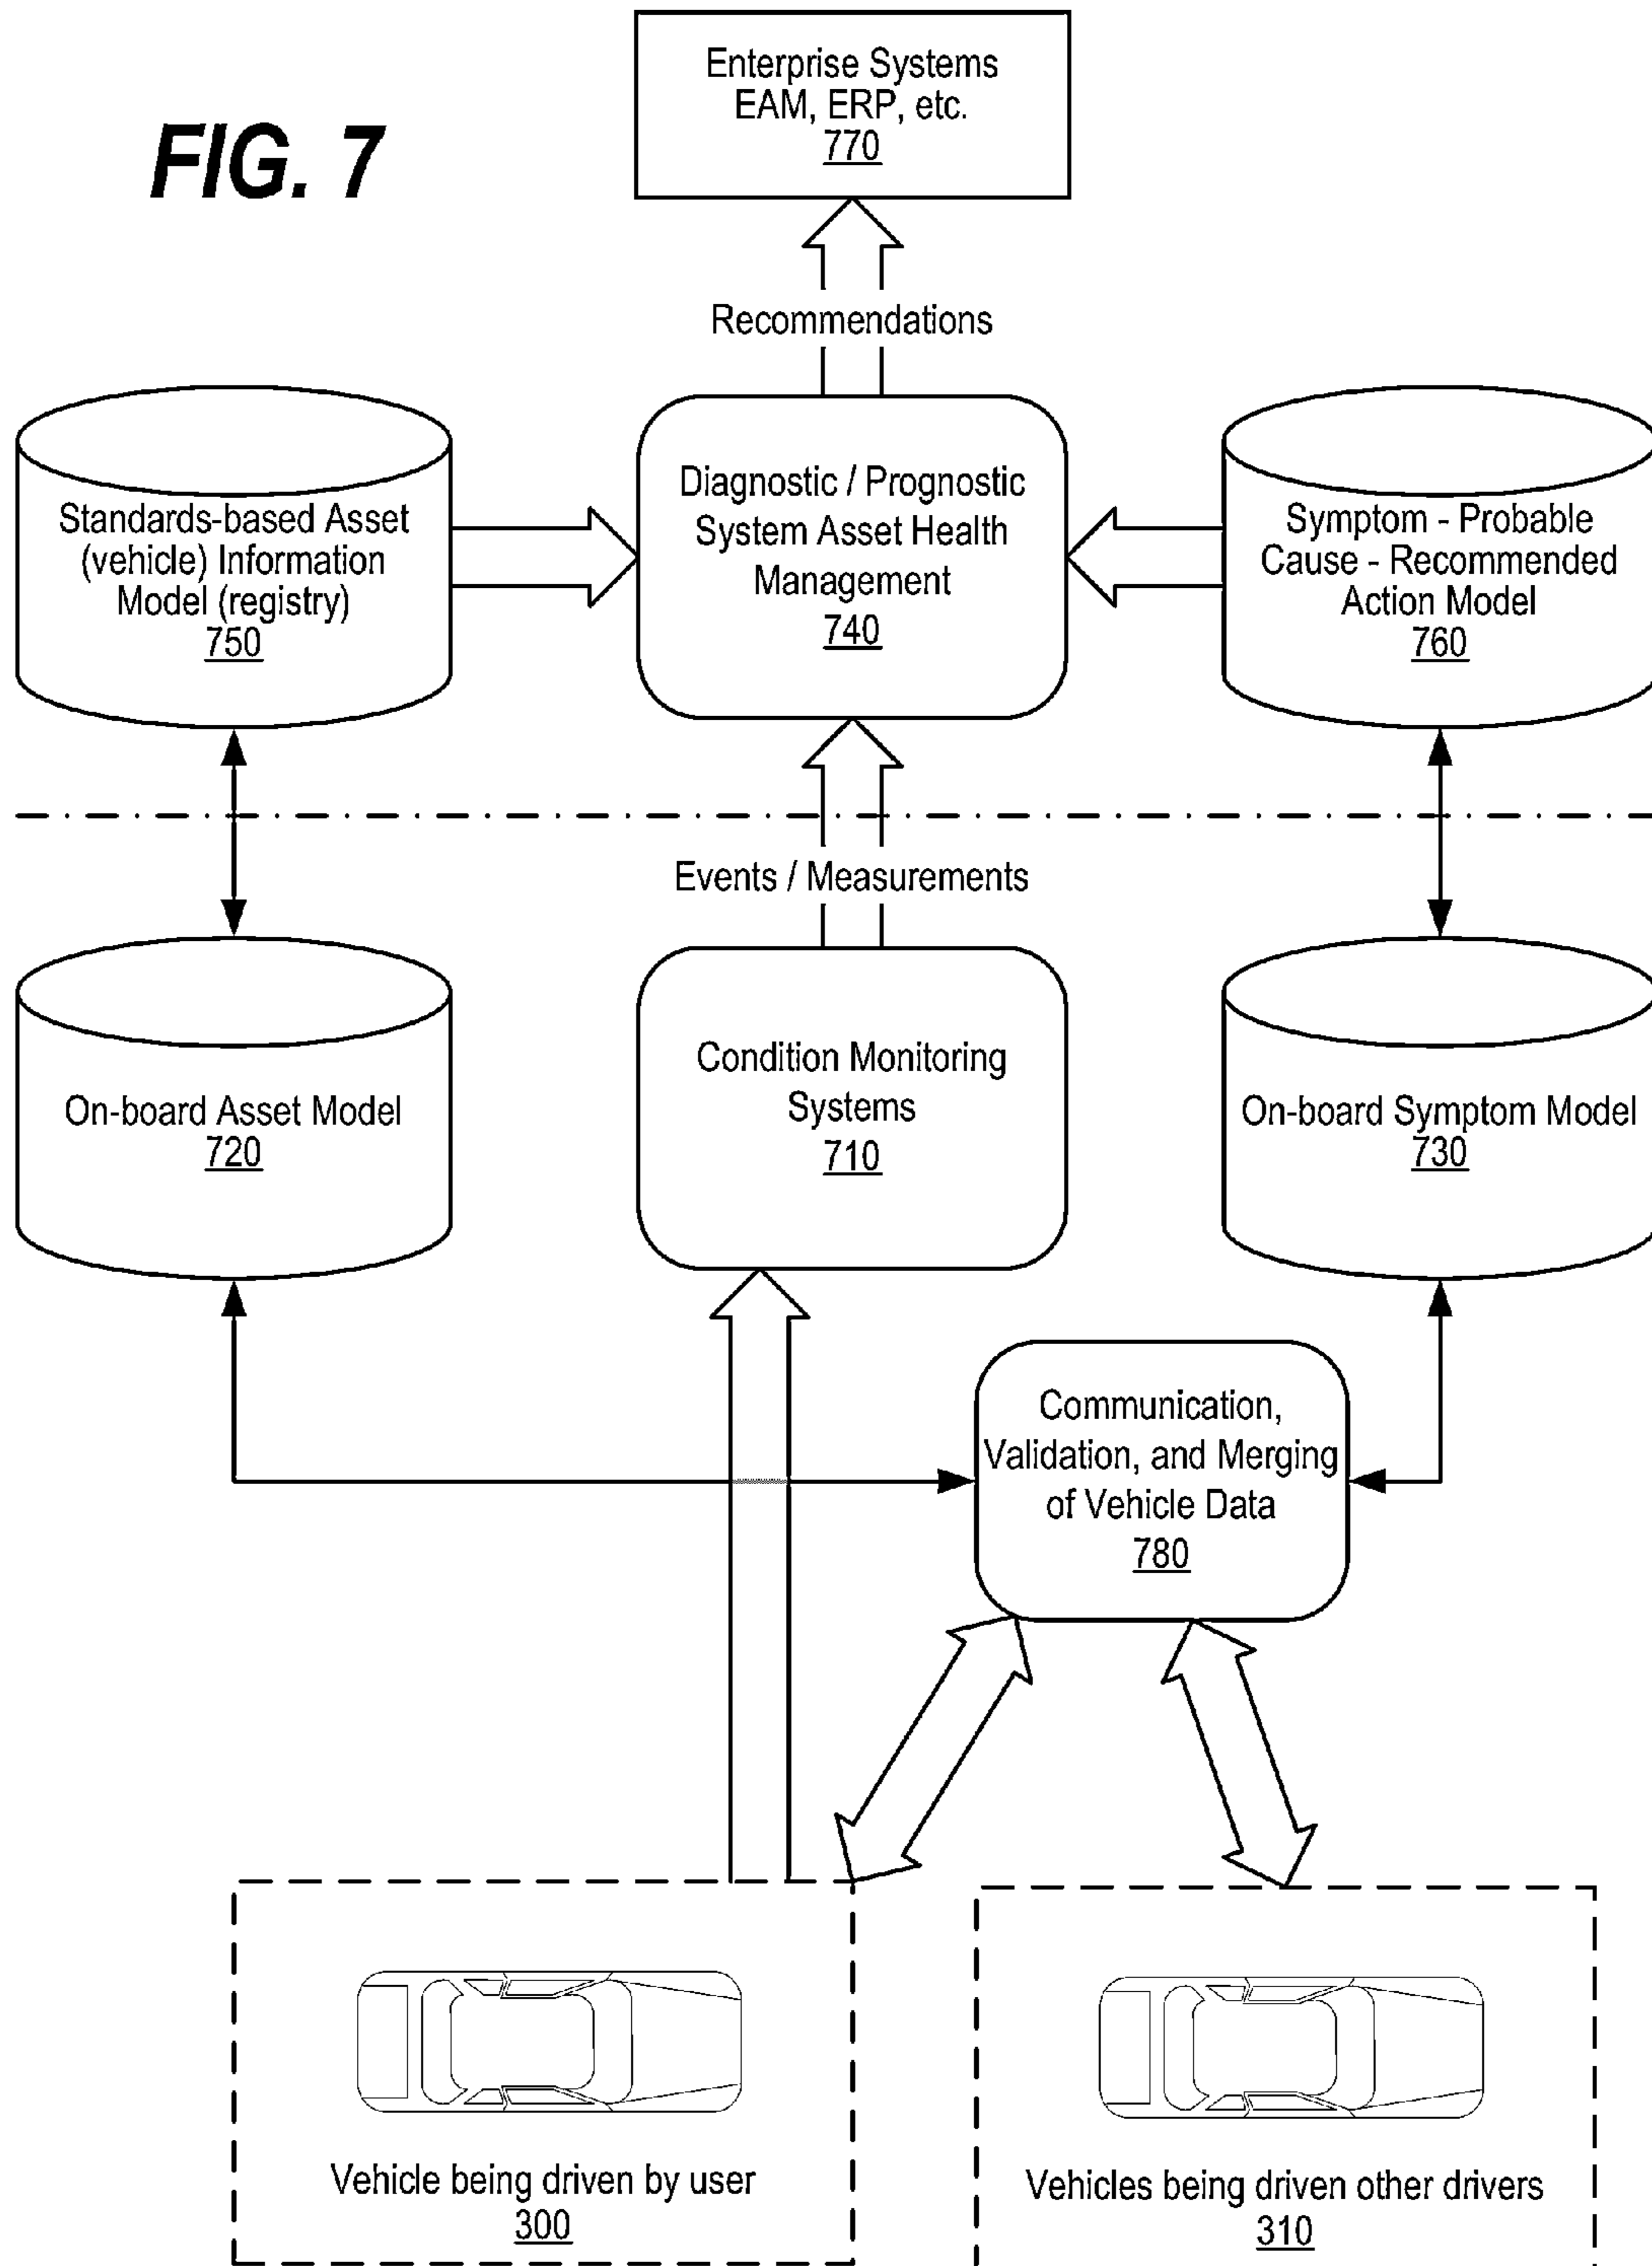 FIG. 7
Enterprise Systems
EAM, ERP, etc.
770
Recommendations
Standards-based Asset
(vehicle) Information
Model (registry)
750
Diagnostic / Prognostic
System Asset Health
Management
740
Symptom - Probable
Cause - Recommended
Action Model
760
Events / Measurements
On-board Asset Model
720
Condition Monitoring
Systems
710
On-board Symptom Model
730
Communication,
Validation, and Merging
of Vehicle Data
780
Vehicle being driven by user
300
Vehicles being driven other drivers
310